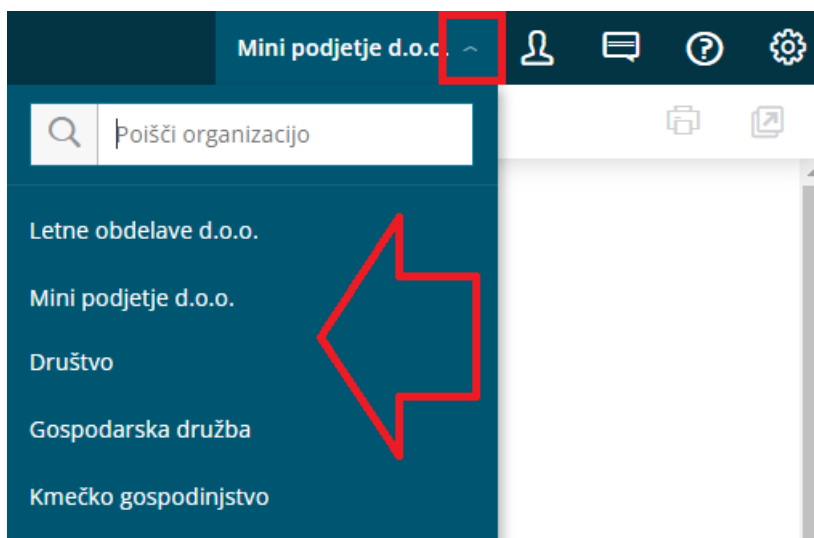 Mini podjetje d.o.o.
Poišči organizacijo
Letne obdelave d.o.o.
Mini podjetje d.o.o.
Društvo
Gospodarska družba
Kmečko gospodinjstvo